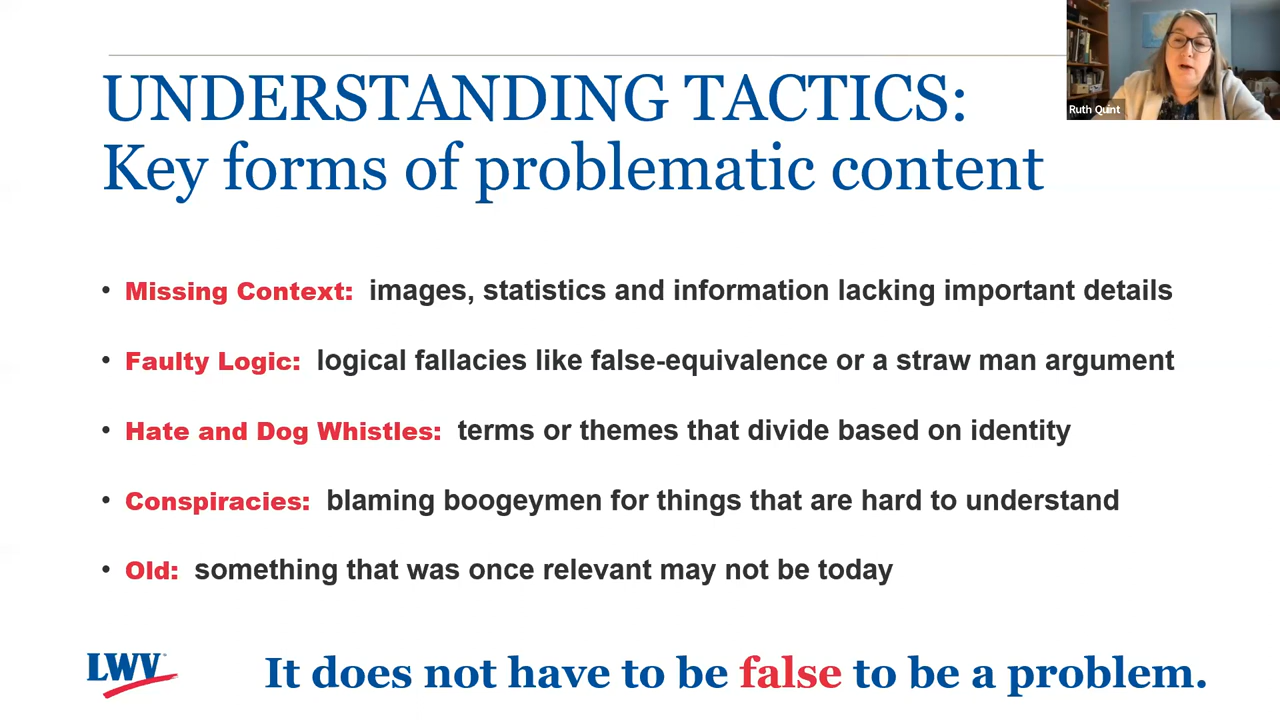 UNDERSTANDING TACTICS:
Key forms of problematic content
Ruth Quint
• Missing Context: images, statistics and information lacking important details
• Faulty Logic: logical fallacies like false-equivalence or a straw man argument
• Hate and Dog Whistles: terms or themes that divide based on identity
• Conspiracies: blaming boogeymen for things that are hard to understand
• Old: something that was once relevant may not be today
LWV
It does not have to be false to be a problem.